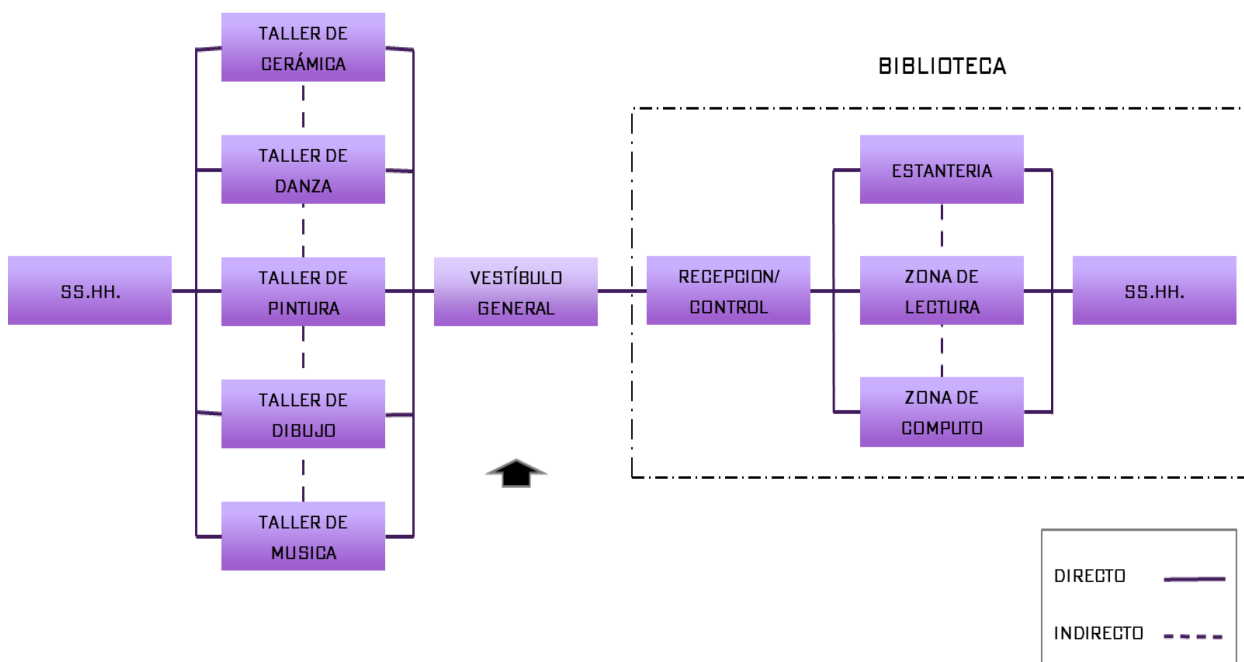 TALLER DE
CERÁMICA
BIBLIOTECA
TALLER DE
DANZA
ESTANTERIA
SS.HH.
TALLER DE
PINTURA
VESTÍBULO
GENERAL
RECEPCION/
CONTROL
ZONA DE
LECTURA
SS.HH.
TALLER DE
DIBUJO
ZONA DE
COMPUTO
TALLER DE
MUSICA
DIRECTO
INDIRECTO